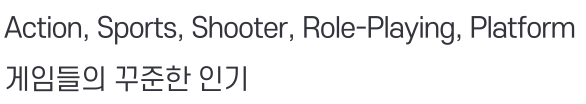 Action, Sports, Shooter, Role-Playing, Platform
게임들의 꾸준한 인기